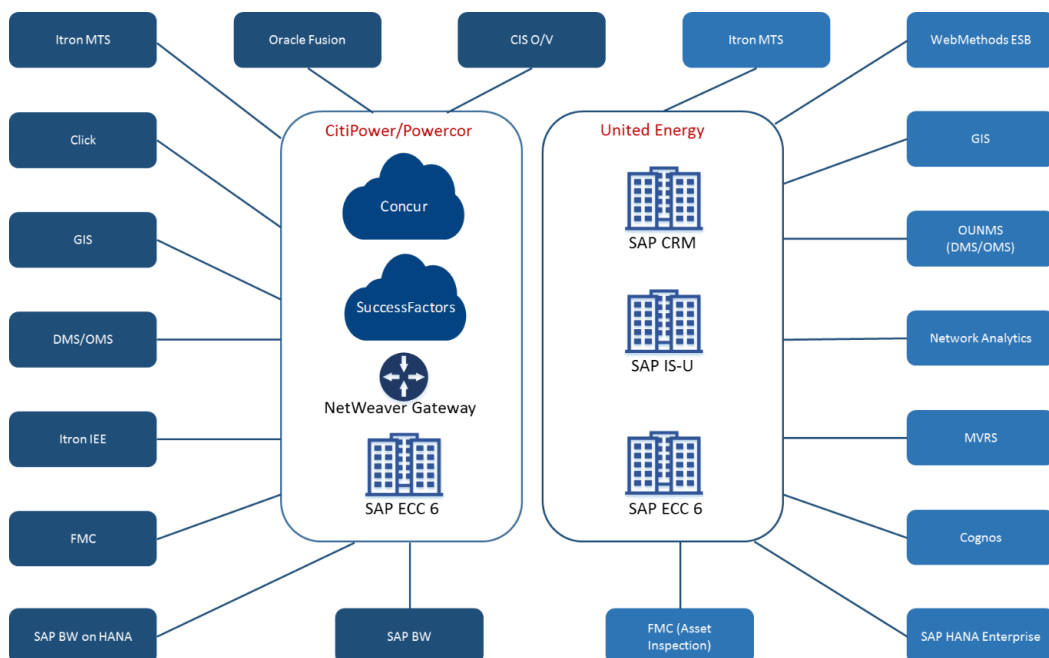 Itron MTS
Oracle Fusion
CIS O/V
Itron MTS
WebMethods ESB
CitiPower/Powercor
United Energy
Click
GIS
Concur
SAP CRM
GIS
OUNMS
(DMS/OMS)
SuccessFactors
DMS/OMS
SAP IS-U
Network Analytics
NetWeaver Gateway
Itron IEE
MVRS
SAP ECC 6
SAP ECC 6
FMC
Cognos
SAP BW on HANA
SAP BW
FMC (Asset
Inspection)
SAP HANA Enterprise